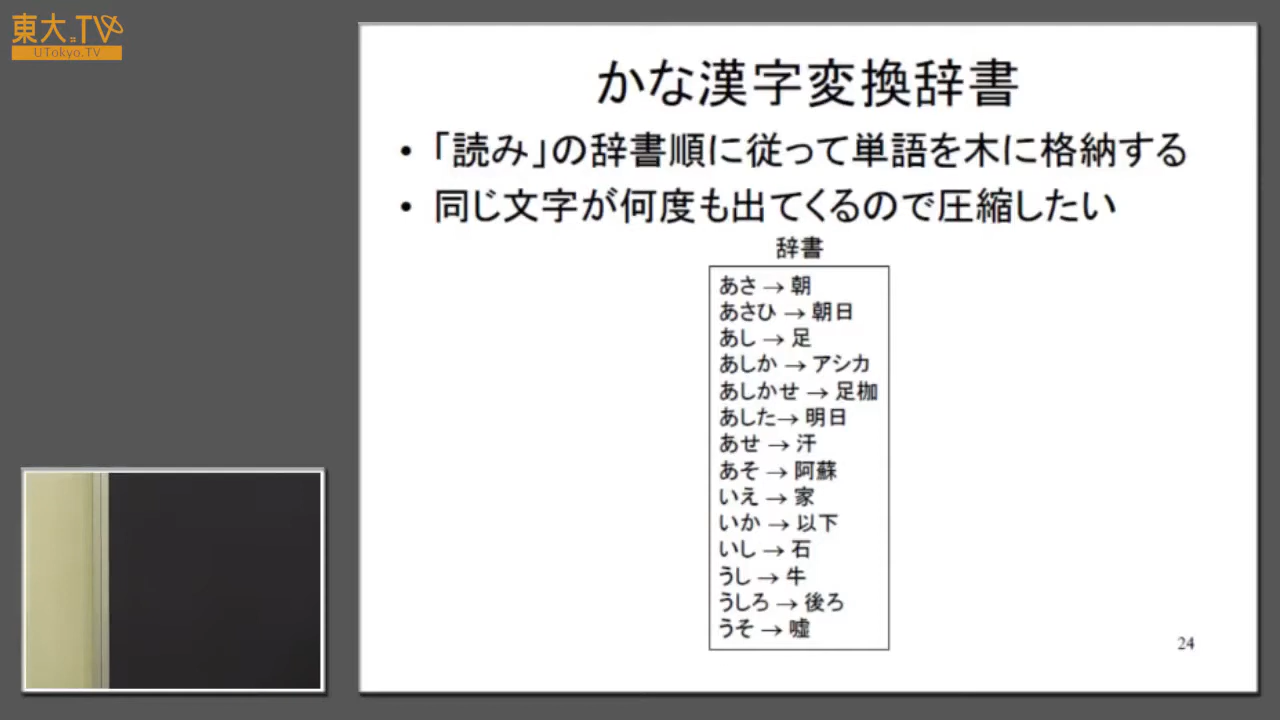 東大.TV
UTokyo.TV
かな漢字変換辞書
• 「読み」の辞書順に従って単語を木に格納する
• 同じ文字が何度も出てくるので圧縮したい
辞書
あさ → 朝
あさひ → 朝日
あし → 足
あしか → アシカ
あしかせ → 足枷
あした→ 明日
あせ → 汗
あそ → 阿蘇
いえ → 家
いか → 以下
いし → 石
うし → 牛
うしろ → 後ろ
うそ → 嘘
24